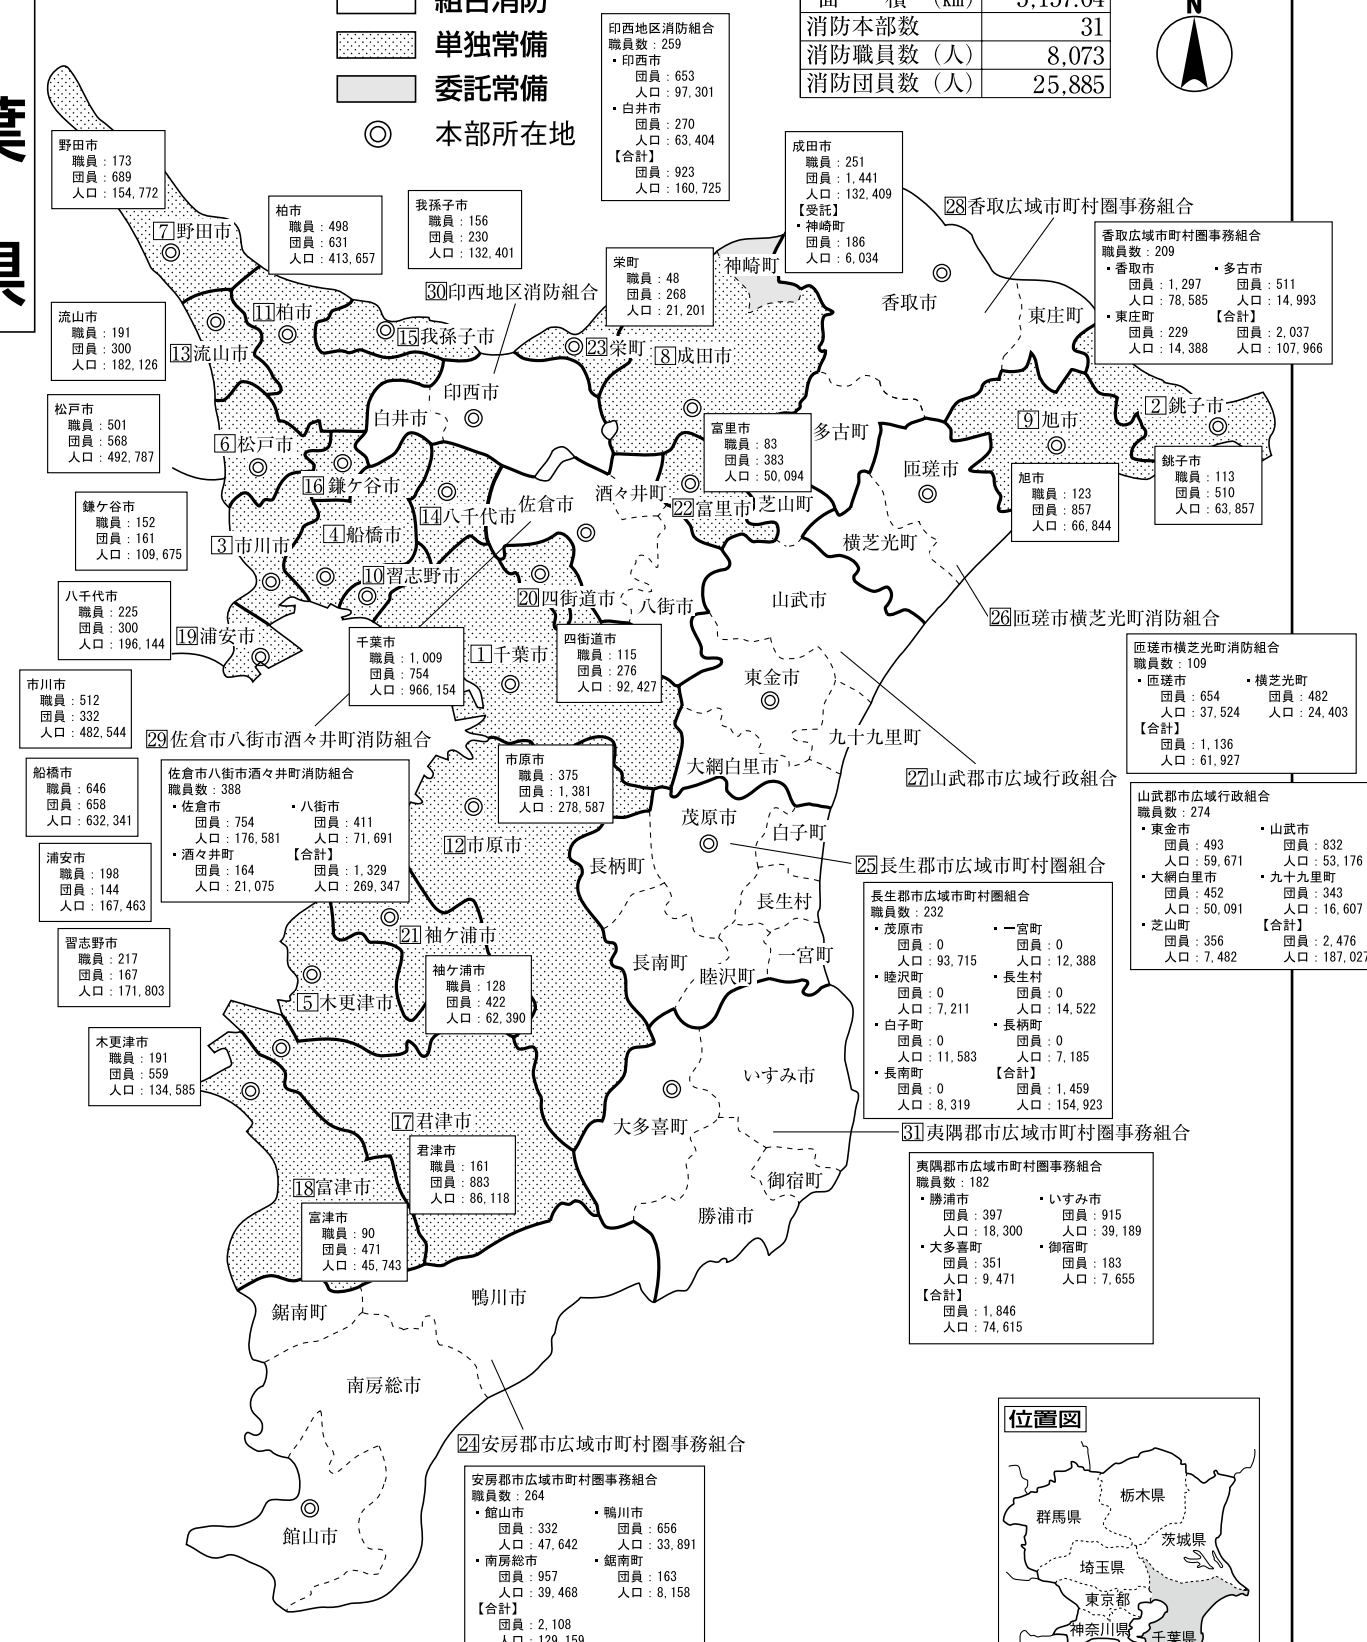 葉
県
組合消防
単独常備
委託常備
本部所在地
面 積 (km) 5,157.64
消防本部数 31
消防職員数(人) 8,073
消防団員数(人) 25,885
N
印西地区消防組合
職員数：259
・印西市
団員：653
人口：97,301
・白井市
団員：270
人口：63,404
【合計】
団員：923
人口：160,725
野田市
職員：173
団員：689
人口：154,772
柏市
職員：498
団員：631
人口：413,657
我孫子市
職員：156
団員：230
人口：132,401
成田市
職員：251
団員：1,441
人口：132,409
【受託】
・神崎町
団員：186
人口：6,034
栄町
職員：48
団員：268
人口：21,201
28香取広域市町村圏事務組合
香取広域市町村圏事務組合
職員数：209
・香取市
団員：1,297
人口：78,585
・多古町
団員：511
人口：14,993
・東庄町
団員：229
人口：14,388
【合計】
団員：2,037
人口：107,966
流山市
職員：191
団員：300
人口：182,126
松戸市
職員：501
団員：568
人口：492,787
鎌ケ谷市
職員：152
団員：161
人口：109,675
八千代市
職員：225
団員：300
人口：196,144
市川市
職員：512
団員：332
人口：482,544
船橋市
職員：646
団員：658
人口：632,341
浦安市
職員：198
団員：144
人口：167,463
習志野市
職員：217
団員：167
人口：171,803
木更津市
職員：191
団員：559
人口：134,585
7野田市
11柏市
15我孫子市
30印西地区消防組合
13流山市
23栄町
8成田市
神崎町
香取市
東庄町
印西市
白井市
6松戸市
16鎌ケ谷市
14八千代市
佐倉市
酒々井町
22富里市
芝山町
多古町
匝瑳市
横芝光町
9旭市
2銚子市
3市川市
4船橋市
10習志野市
19浦安市
20四街道市
八街市
1千葉市
山武市
東金市
九十九里町
大網白里市
富里市
職員：83
団員：383
人口：50,094
旭市
職員：123
団員：857
人口：66,844
銚子市
職員：113
団員：510
人口：63,857
千葉市
職員：1,009
団員：754
人口：966,154
四街道市
職員：115
団員：276
人口：92,427
26匝瑳市横芝光町消防組合
匝瑳市横芝光町消防組合
職員数：109
・匝瑳市
団員：654
人口：37,524
・横芝光町
団員：482
人口：24,403
【合計】
団員：1,136
人口：61,927
29佐倉市八街市酒々井町消防組合
佐倉市八街市酒々井町消防組合
職員数：388
・佐倉市
団員：754
人口：176,581
・八街市
団員：411
人口：71,691
・酒々井町
団員：164
人口：21,075
【合計】
団員：1,329
人口：269,347
市原市
職員：375
団員：1,381
人口：278,587
27山武郡市広域行政組合
山武郡市広域行政組合
職員数：274
・東金市
団員：493
人口：59,671
・山武市
団員：832
人口：53,176
・大網白里市
団員：452
人口：50,091
・九十九里町
団員：343
人口：16,607
・芝山町
団員：356
人口：7,482
【合計】
団員：2,476
人口：187,027
12市原市
茂原市
白子町
長柄町
長生村
長南町
睦沢町
一宮町
25長生郡市広域市町村圏組合
長生郡市広域市町村圏組合
職員数：232
・茂原市
団員：0
人口：93,715
・一宮町
団員：0
人口：12,388
・睦沢町
団員：0
人口：7,211
・長生村
団員：0
人口：14,522
・白子町
団員：0
人口：11,583
・長柄町
団員：0
人口：7,185
・長南町
団員：0
人口：8,319
【合計】
団員：1,459
人口：154,923
21袖ケ浦市
袖ケ浦市
職員：128
団員：422
人口：62,390
5木更津市
17君津市
君津市
職員：161
団員：883
人口：86,118
18富津市
富津市
職員：90
団員：471
人口：45,743
いすみ市
大多喜町
御宿町
勝浦市
31夷隅郡市広域市町村圏事務組合
夷隅郡市広域市町村圏事務組合
職員数：182
・勝浦市
団員：397
人口：18,300
・いすみ市
団員：915
人口：39,189
・大多喜町
団員：351
人口：9,471
・御宿町
団員：183
人口：7,655
【合計】
団員：1,846
人口：74,615
鋸南町
鴨川市
南房総市
館山市
24安房郡市広域市町村圏事務組合
安房郡市広域市町村圏事務組合
職員数：264
・館山市
団員：332
人口：47,642
・鴨川市
団員：656
人口：33,891
・南房総市
団員：957
人口：39,468
・鋸南町
団員：163
人口：8,158
【合計】
団員：2,108
人口：129,159
位置図
栃木県
群馬県
茨城県
埼玉県
東京都
神奈川県
千葉県